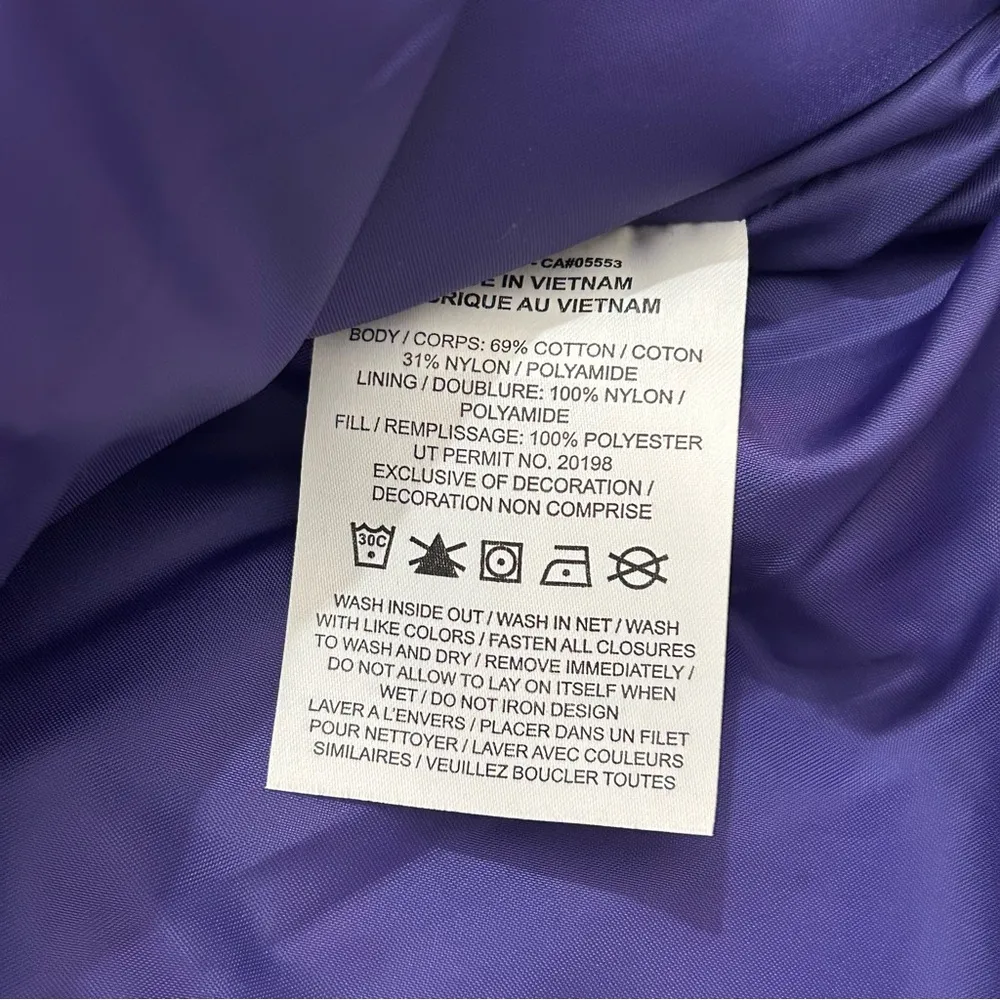 - CA#05553
IN VIETNAM
AU VIETNAM
BODY / CORPS: 69% COTTON / COTON
31% NYLON / POLYAMIDE
LINING / DOUBLURE: 100% NYLON /
POLYAMIDE
FILL / REMPLISSAGE: 100% POLYESTER
UT PERMIT NO. 20198
EXCLUSIVE OF DECORATION /
DECORATION NON COMPRISE
30C
WASH INSIDE OUT / WASH IN NET / WASH
WITH LIKE COLORS / FASTEN ALL CLOSURES
TO WASH AND DRY / REMOVE IMMEDIATELY /
DO NOT ALLOW TO LAY ON ITSELF WHEN
WET / DO NOT IRON DESIGN
LAVER A L'ENVERS / PLACER DANS UN FILET
POUR NETTOYER / LAVER AVEC COULEURS
SIMILAIRES / VEUILLEZ BOUCLER TOUTES